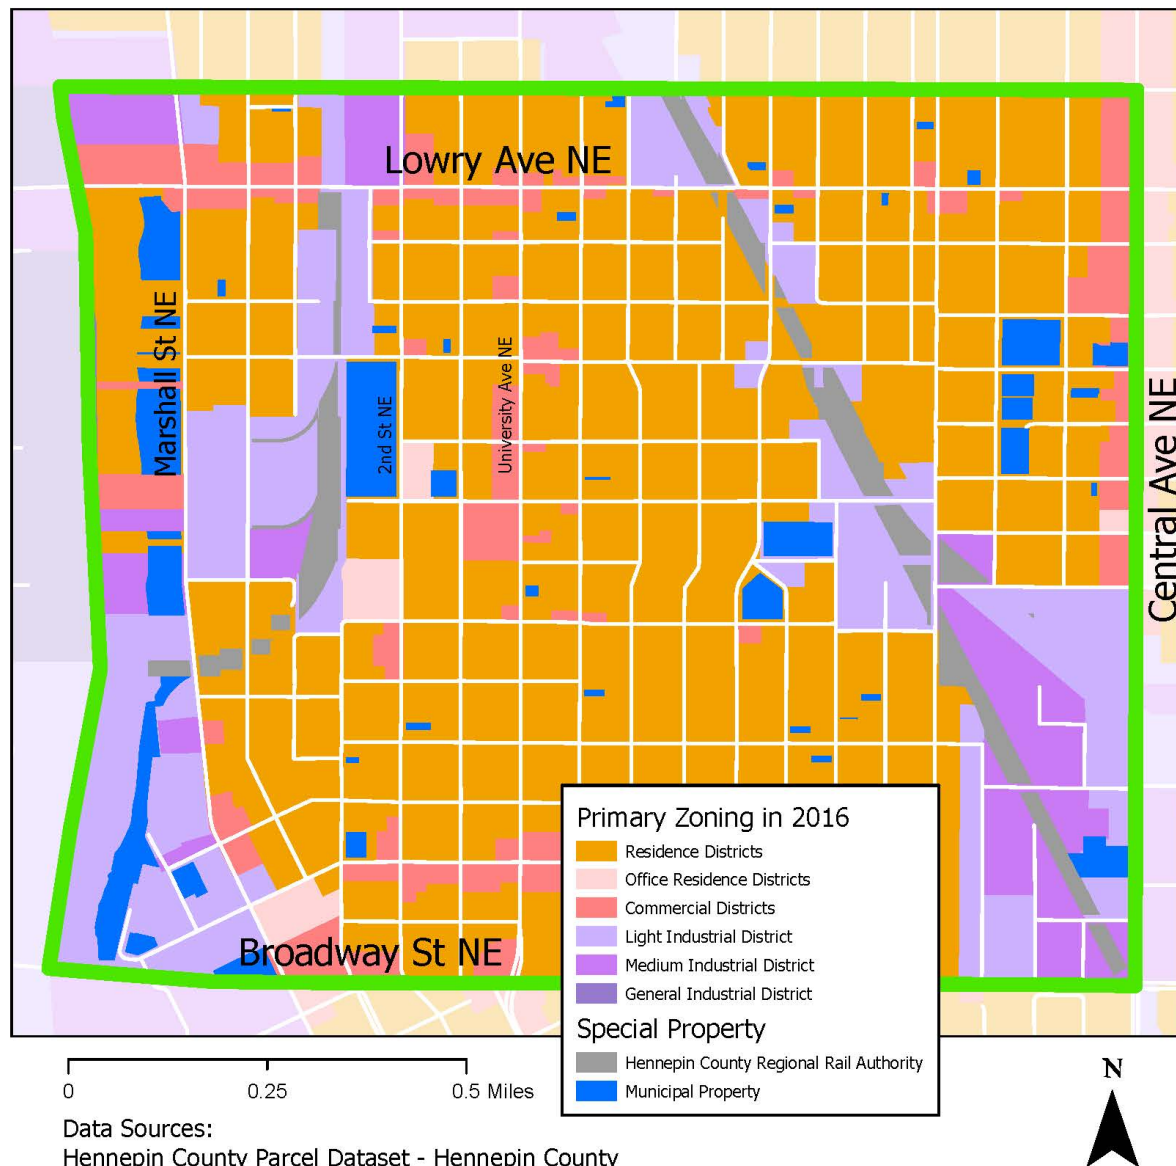 Lowry Ave NE
Marshall St NE
2nd St NE
University Ave NE
Central Ave NE
Broadway St NE
Primary Zoning in 2016
Residence Districts
Office Residence Districts
Commercial Districts
Light Industrial District
Medium Industrial District
General Industrial District
Special Property
Hennepin County Regional Rail Authority
Municipal Property
0 0.25 0.5 Miles
N
Data Sources:
Hennepin County Parcel Dataset - Hennepin County